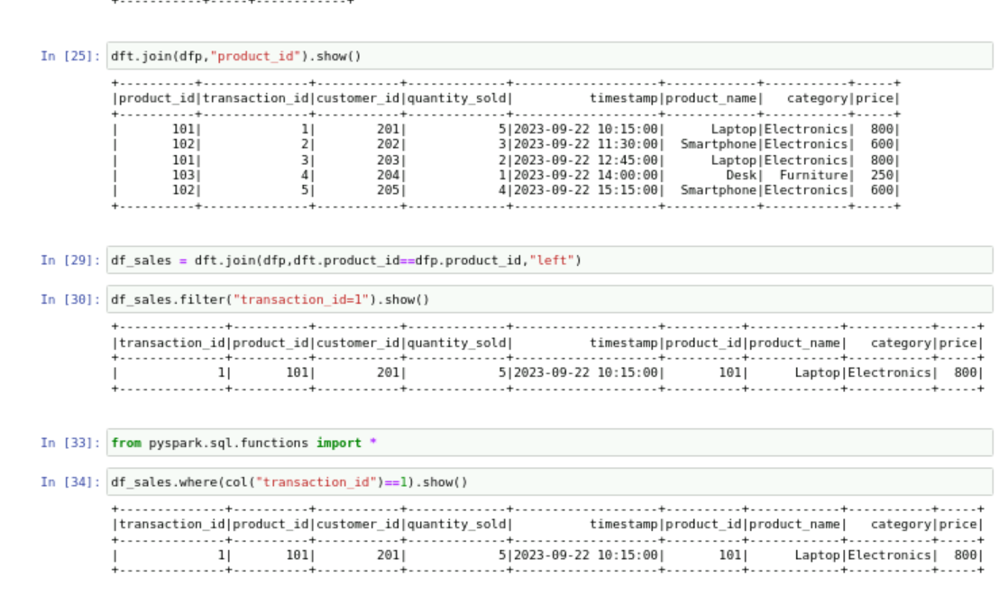 +-----------+-----+------------+
In [25]: dft.join(dfp,"product_id").show()
+----------+--------------+-----------+-------------+-------------------+------------+-----------+-----+
|product_id|transaction_id|customer_id|quantity_sold|          timestamp|product_name|   category|price|
+----------+--------------+-----------+-------------+-------------------+------------+-----------+-----+
|       101|             1|        201|            5|2023-09-22 10:15:00|      Laptop|Electronics|  800|
|       102|             2|        202|            3|2023-09-22 11:30:00|  Smartphone|Electronics|  600|
|       101|             3|        203|            2|2023-09-22 12:45:00|      Laptop|Electronics|  800|
|       103|             4|        204|            1|2023-09-22 14:00:00|        Desk|  Furniture|  250|
|       102|             5|        205|            4|2023-09-22 15:15:00|  Smartphone|Electronics|  600|
+----------+--------------+-----------+-------------+-------------------+------------+-----------+-----+
In [29]: df_sales = dft.join(dfp,dft.product_id==dfp.product_id,"left")
In [30]: df_sales.filter("transaction_id=1").show()
+--------------+----------+-----------+-------------+-------------------+----------+------------+-----------+-----+
|transaction_id|product_id|customer_id|quantity_sold|          timestamp|product_id|product_name|   category|price|
+--------------+----------+-----------+-------------+-------------------+----------+------------+-----------+-----+
|             1|       101|        201|            5|2023-09-22 10:15:00|       101|      Laptop|Electronics|  800|
+--------------+----------+-----------+-------------+-------------------+----------+------------+-----------+-----+
In [33]: from pyspark.sql.functions import *
In [34]: df_sales.where(col("transaction_id")==1).show()
+--------------+----------+-----------+-------------+-------------------+----------+------------+-----------+-----+
|transaction_id|product_id|customer_id|quantity_sold|          timestamp|product_id|product_name|   category|price|
+--------------+----------+-----------+-------------+-------------------+----------+------------+-----------+-----+
|             1|       101|        201|            5|2023-09-22 10:15:00|       101|      Laptop|Electronics|  800|
+--------------+----------+-----------+-------------+-------------------+----------+------------+-----------+-----+